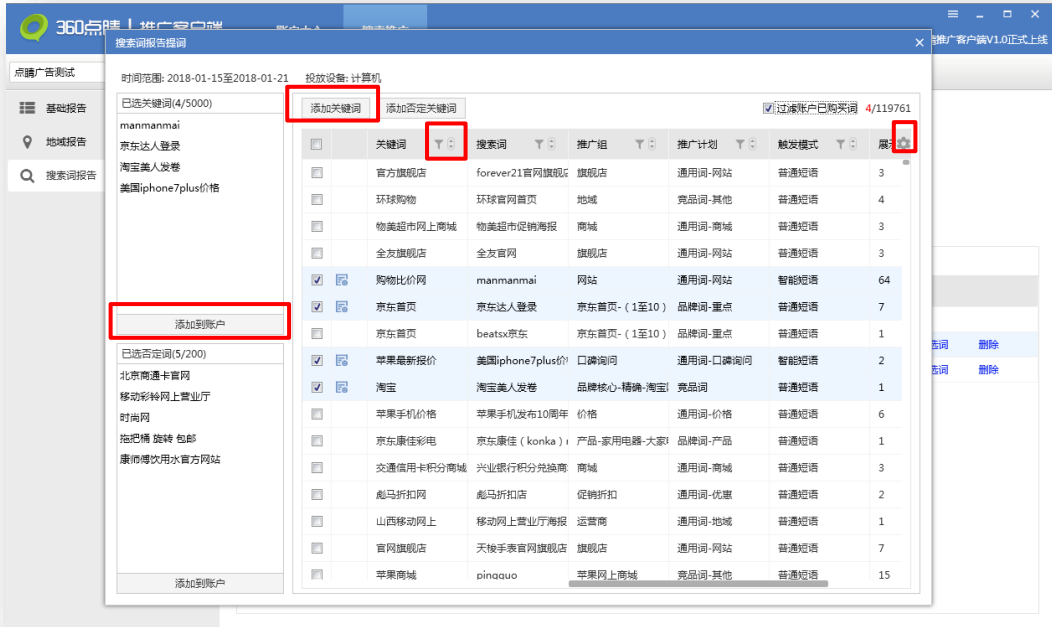 360点睛 | 推广客户端
账户大全 搜索推广
推广客户端V1.0正式上线
搜索词报告提词
点睛广告测试
时间范围: 2018-01-15至2018-01-21 投放设备: 计算机
基础报告
地域报告
搜索词报告
已选关键词(4/5000)
manmanmai
京东达人登录
淘宝美人发卷
美国iphone7plus价格
添加到账户
已选否定词(5/200)
北京商通卡官网
移动彩铃网上营业厅
时尚网
拖把桶 旋转 包邮
康师傅饮用水官方网站
添加到账户
添加关键词 添加否定关键词 过滤账户已购买词 4/119761
关键词 搜索词 推广组 推广计划 触发模式 展
官方旗舰店 forever21官网旗舰店 旗舰店 通用词-网站 普通短语 3
环球购物 环球官网首页 地域 竞品词-其他 普通短语 4
物美超市网上商城 物美超市促销海报 商城 通用词-商城 普通短语 3
全友旗舰店 全友官网 旗舰店 通用词-网站 普通短语 3
购物比价网 manmanmai 网站 通用词-网站 智能短语 64
京东首页 京东达人登录 京东首页-（1至10） 品牌词-重点 普通短语 7
京东首页 beatsx京东 京东首页-（1至10） 品牌词-重点 普通短语 1
苹果最新报价 美国iphone7plus价 口碑询问 通用词-口碑询问 智能短语 2
淘宝 淘宝美人发卷 品牌核心-精确-淘宝 竞品词 普通短语 1
苹果手机价格 苹果手机发布10周年 价格 通用词-价格 普通短语 6
京东康佳彩电 京东康佳（konka） 产品-家用电器-大家 品牌词-产品 普通短语 1
交通信用卡积分商城 兴业银行积分兑换商 商城 通用词-商城 普通短语 3
彪马折扣网 彪马折扣店 促销折扣 通用词-优惠 普通短语 2
山西移动网上 移动网上营业厅海报 运营商 通用词-地域 普通短语 1
官网旗舰店 天梭手表官网旗舰店 旗舰店 通用词-网站 普通短语 7
苹果商城 pingguo 苹果网上商城 竞品词-其他 普通短语 15
选词 删除
选词 删除